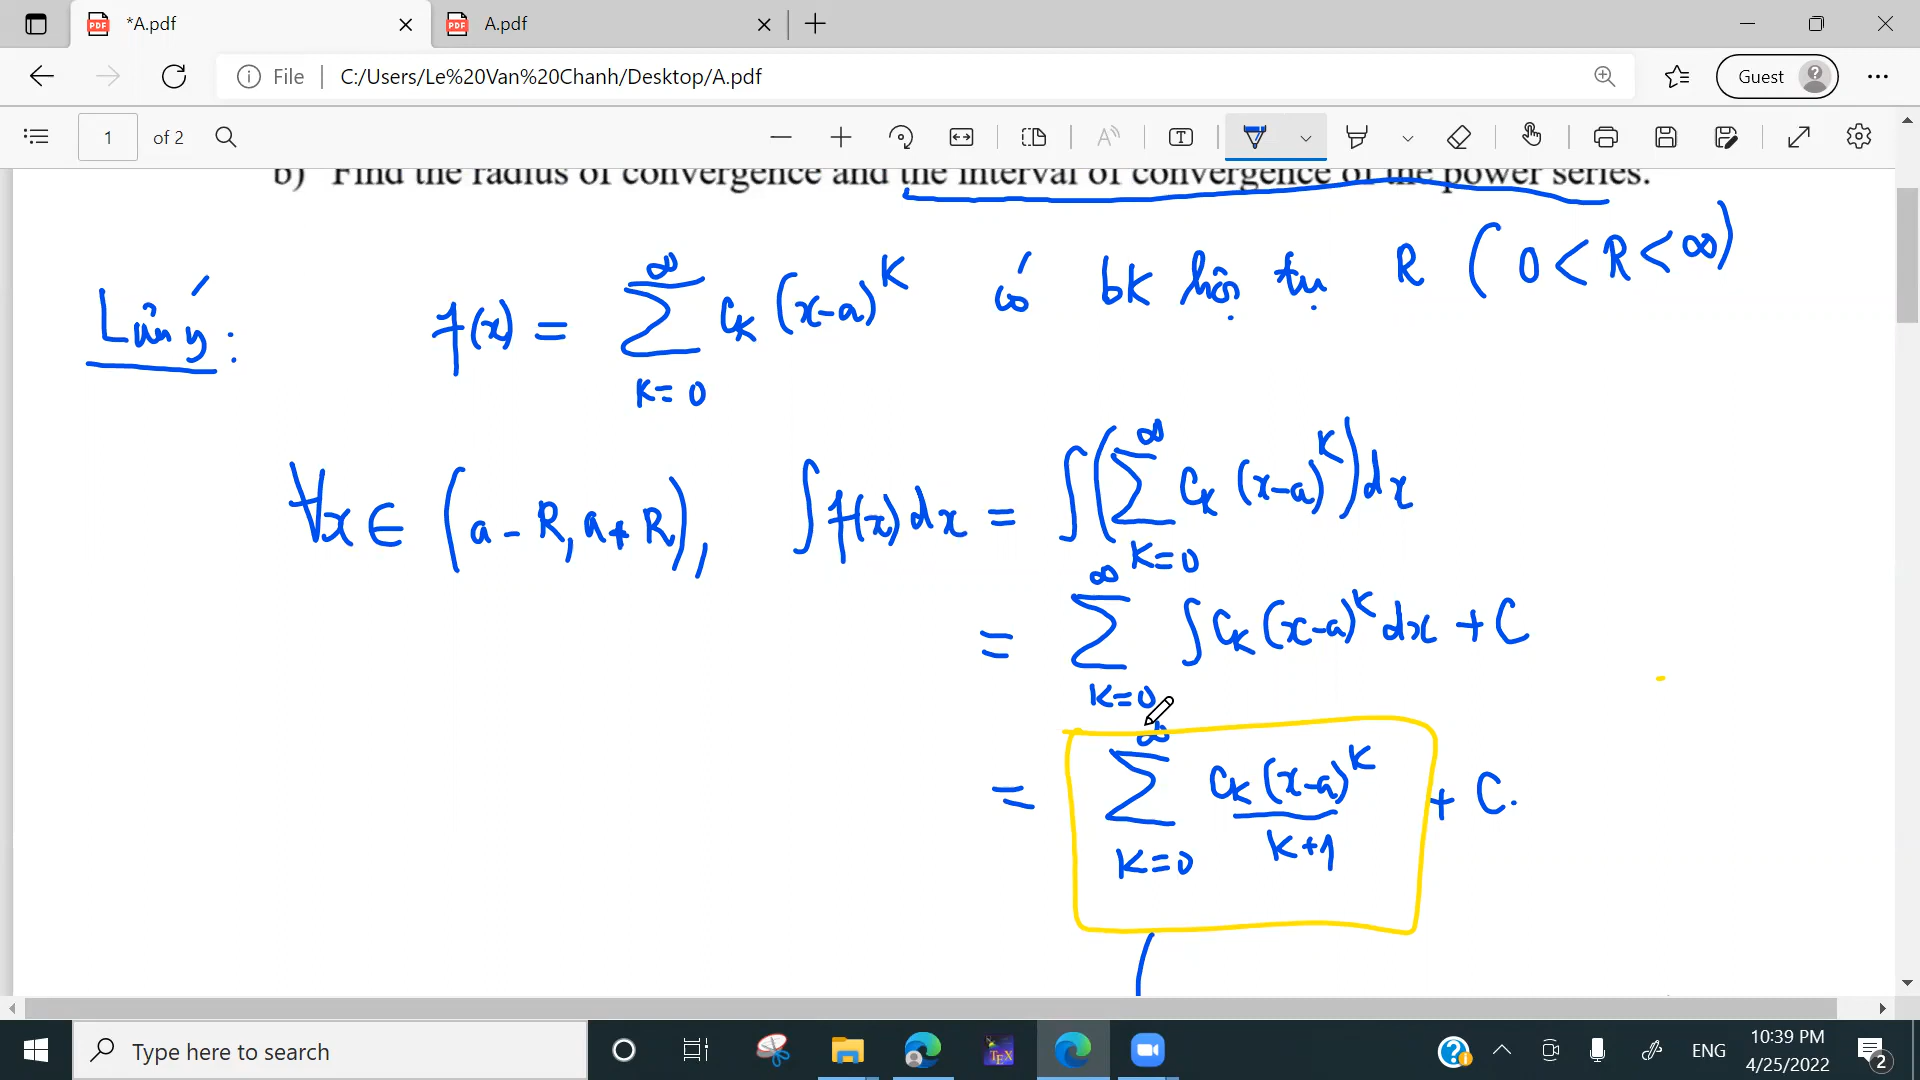 *A.pdf
A.pdf
File
C:/Users/Le%20Van%20Chanh/Desktop/A.pdf
Guest
1 of 2
b) Find the radius of convergence and the interval of convergence of the power series.
Lưu ý: f(x) = ∑_{k=0}^{∞} c_k (x-a)^k có bk hội tụ R (0 < R < ∞)
∀x ∈ (a - R, a + R), ∫f(x)dx = ∫(∑_{k=0}^{∞} c_k (x-a)^k)dx
= ∑_{k=0}^{∞} ∫c_k (x-a)^k dx + C
= ∑_{k=0}^{∞} c_k (x-a)^k / k+1 + C.
Type here to search
TEX
ENG
10:39 PM
4/25/2022
2